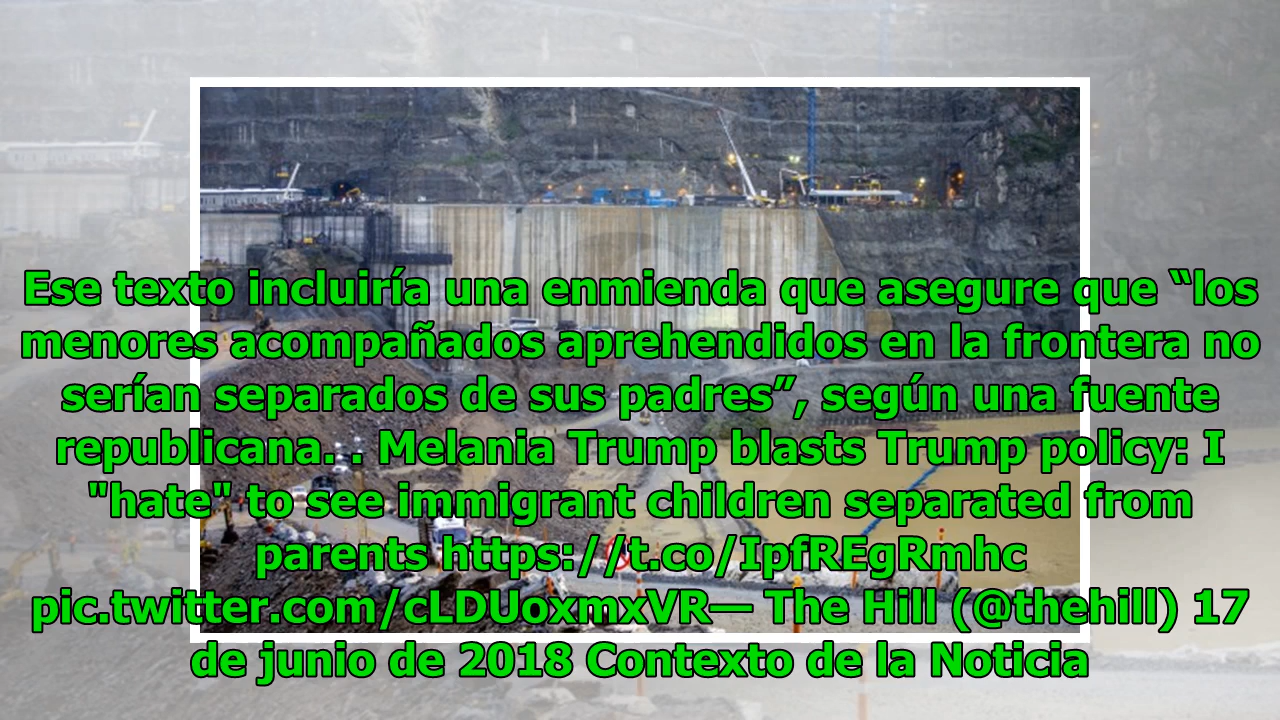 Ese texto incluiría una enmienda que asegure que “los
menores acompañados aprehendidos en la frontera no
serían separados de sus padres”, según una fuente
republicana. . Melania Trump blasts Trump policy: I
"hate" to see immigrant children separated from
parents https://t.co/IpfREgRmhc
pic.twitter.com/cLDUoxmxVR— The Hill (@thehill) 17
de junio de 2018 Contexto de la Noticia